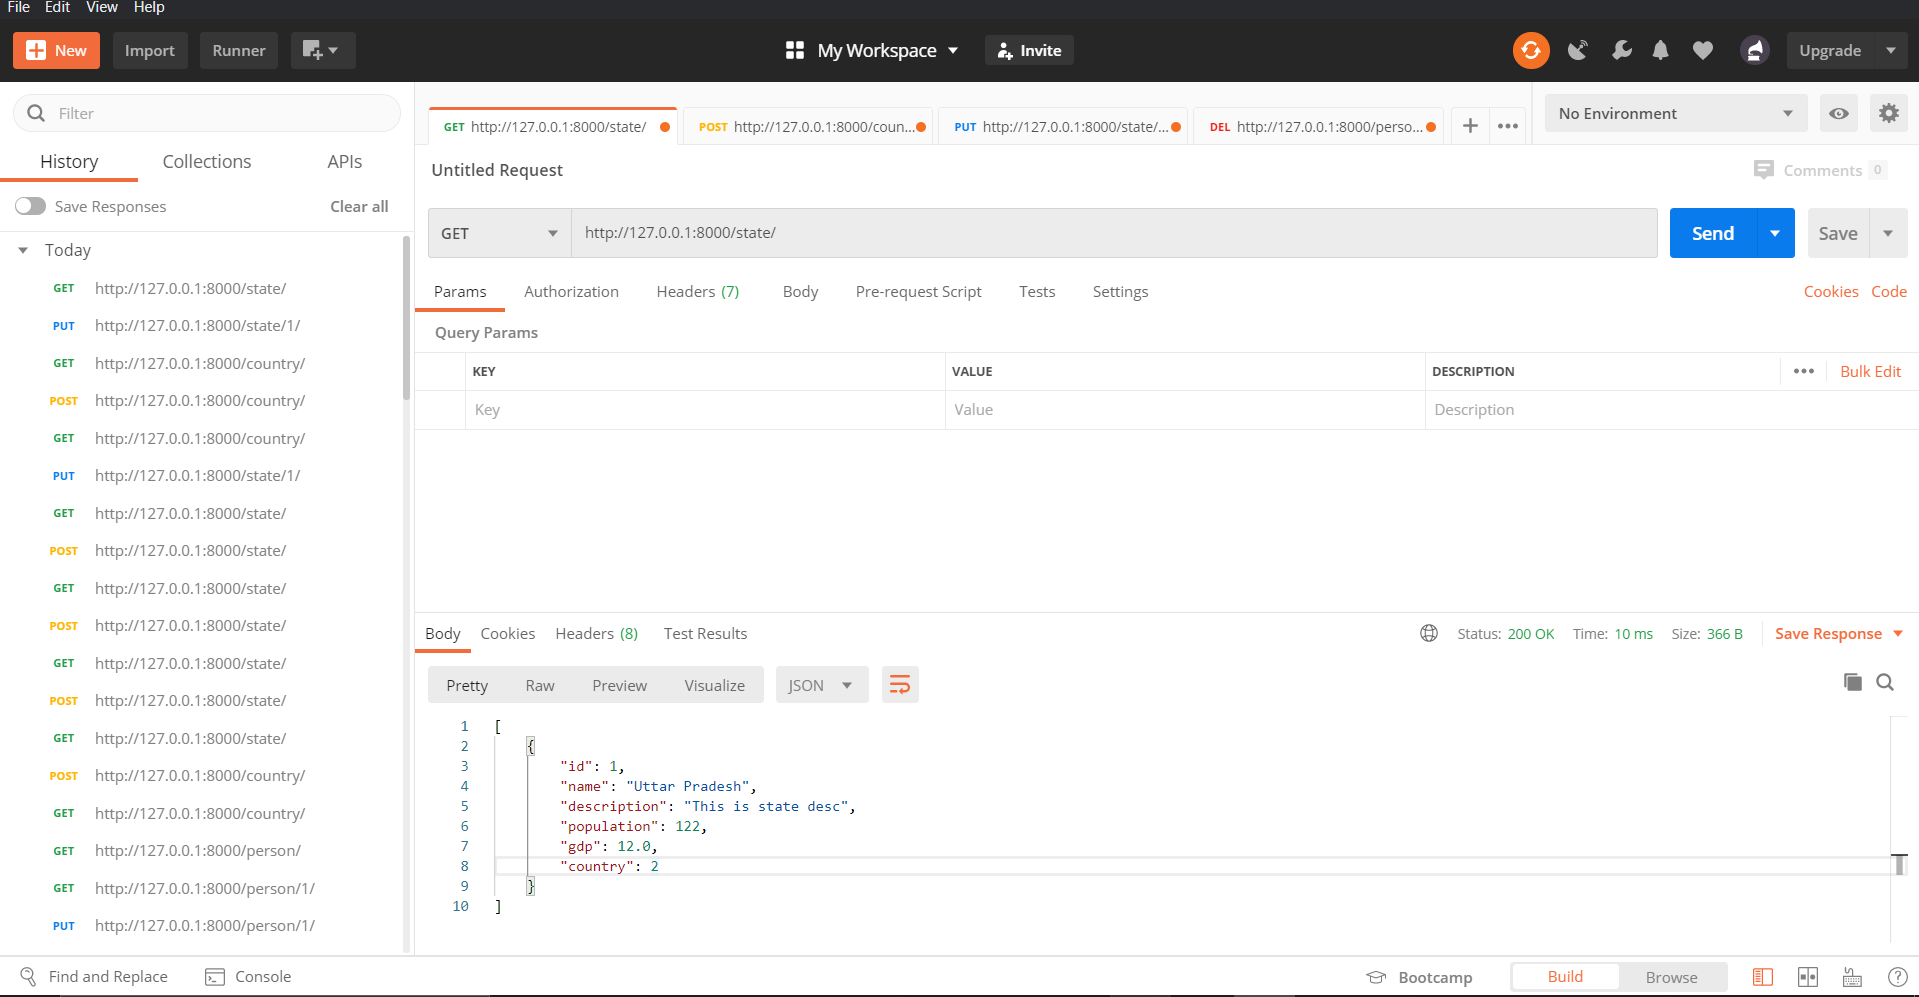 File Edit View Help
New Import Runner My Workspace Invite Upgrade
Filter
History Collections APIs
Save Responses Clear all
Today
GET http://127.0.0.1:8000/state/
PUT http://127.0.0.1:8000/state/1/
GET http://127.0.0.1:8000/country/
POST http://127.0.0.1:8000/country/
GET http://127.0.0.1:8000/country/
PUT http://127.0.0.1:8000/state/1/
GET http://127.0.0.1:8000/state/
POST http://127.0.0.1:8000/state/
GET http://127.0.0.1:8000/state/
POST http://127.0.0.1:8000/state/
GET http://127.0.0.1:8000/state/
POST http://127.0.0.1:8000/state/
GET http://127.0.0.1:8000/state/
POST http://127.0.0.1:8000/country/
GET http://127.0.0.1:8000/country/
GET http://127.0.0.1:8000/person/
GET http://127.0.0.1:8000/person/1/
PUT http://127.0.0.1:8000/person/1/
GET http://127.0.0.1:8000/state/ POST http://127.0.0.1:8000/coun... PUT http://127.0.0.1:8000/state/... DEL http://127.0.0.1:8000/perso... No Environment
Untitled Request Comments 0
GET http://127.0.0.1:8000/state/ Send Save
Params Authorization Headers (7) Body Pre-request Script Tests Settings Cookies Code
Query Params
KEY VALUE DESCRIPTION Bulk Edit
Key Value Description
Body Cookies Headers (8) Test Results Status: 200 OK Time: 10 ms Size: 366 B Save Response
Pretty Raw Preview Visualize JSON
1 [
2 {
3 "id": 1,
4 "name": "Uttar Pradesh",
5 "description": "This is state desc",
6 "population": 122,
7 "gdp": 12.0,
8 "country": 2
9 }
10 ]
Find and Replace Console Bootcamp Build Browse